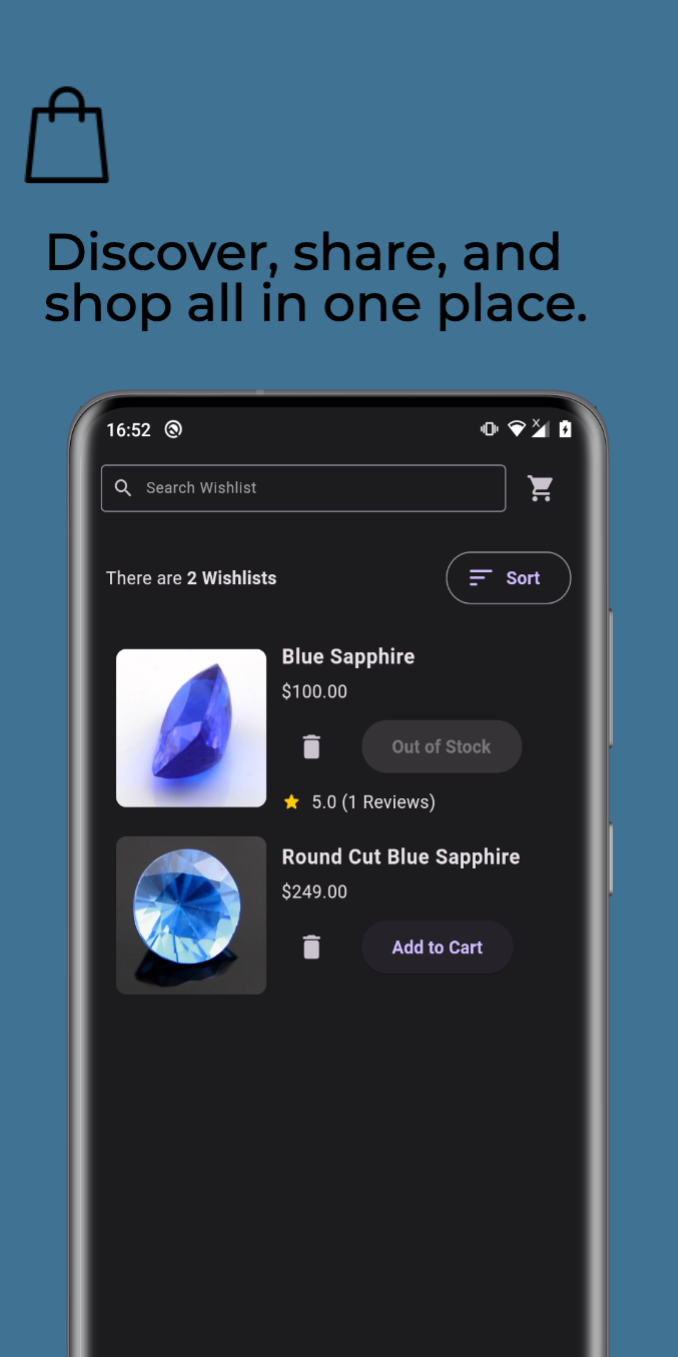 Discover, share, and
shop all in one place.
16:52
Search Wishlist
There are 2 Wishlists
Sort
Blue Sapphire
$100.00
Out of Stock
5.0 (1 Reviews)
Round Cut Blue Sapphire
$249.00
Add to Cart